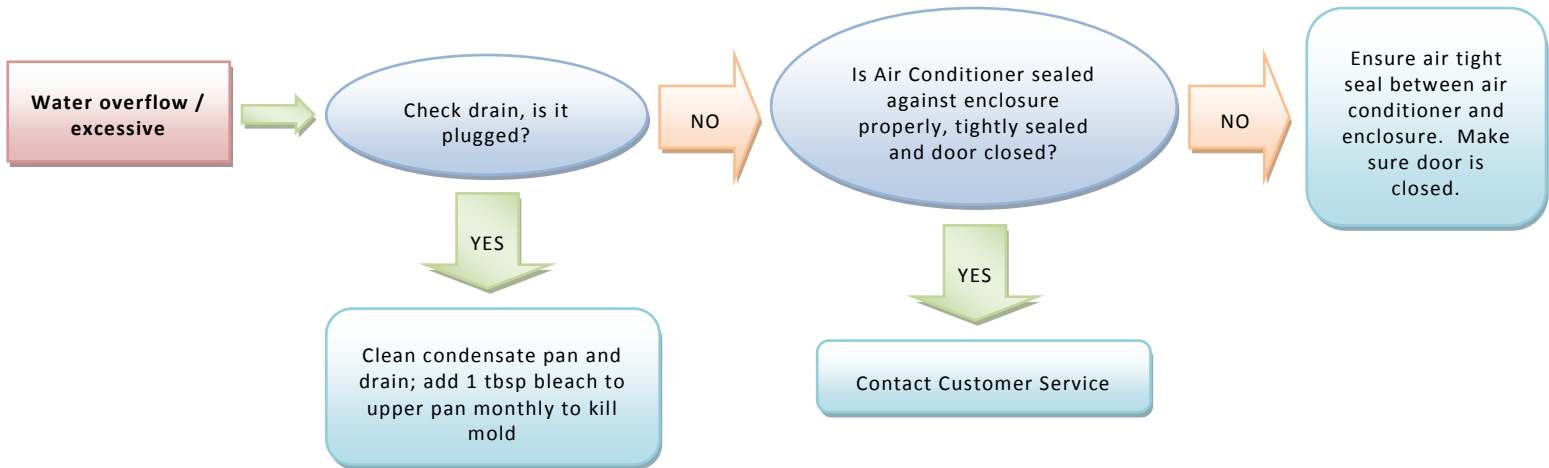 Water overflow /
excessive
Check drain, is it
plugged?
NO
Is Air Conditioner sealed
against enclosure
properly, tightly sealed
and door closed?
NO
Ensure air tight
seal between air
conditioner and
enclosure.  Make
sure door is
closed.
YES
Clean condensate pan and
drain; add 1 tbsp bleach to
upper pan monthly to kill
mold
YES
Contact Customer Service